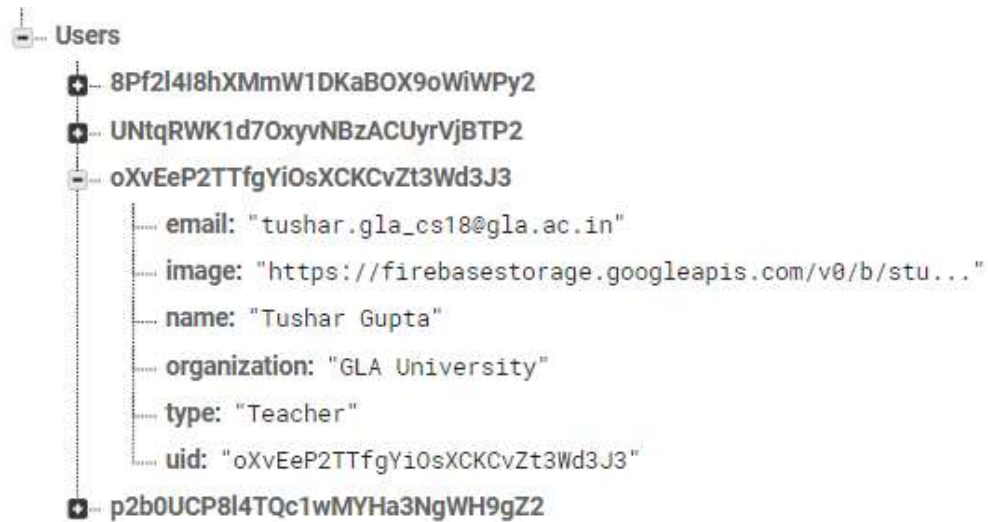 Users
8Pf2l4I8hXMmW1DKaBOX9oWiWPy2
UNtqRWK1d7OxyvNBzACUyrVjBTP2
oXvEeP2TTfgYiOsXCKCvZt3Wd3J3
email: "tushar.gla_cs18@gla.ac.in"
image: "https://firebasestorage.googleapis.com/v0/b/stu..."
name: "Tushar Gupta"
organization: "GLA University"
type: "Teacher"
uid: "oXvEeP2TTfgYiOsXCKCvZt3Wd3J3"
p2b0UCP8l4TQc1wMYHa3NgWH9gZ2